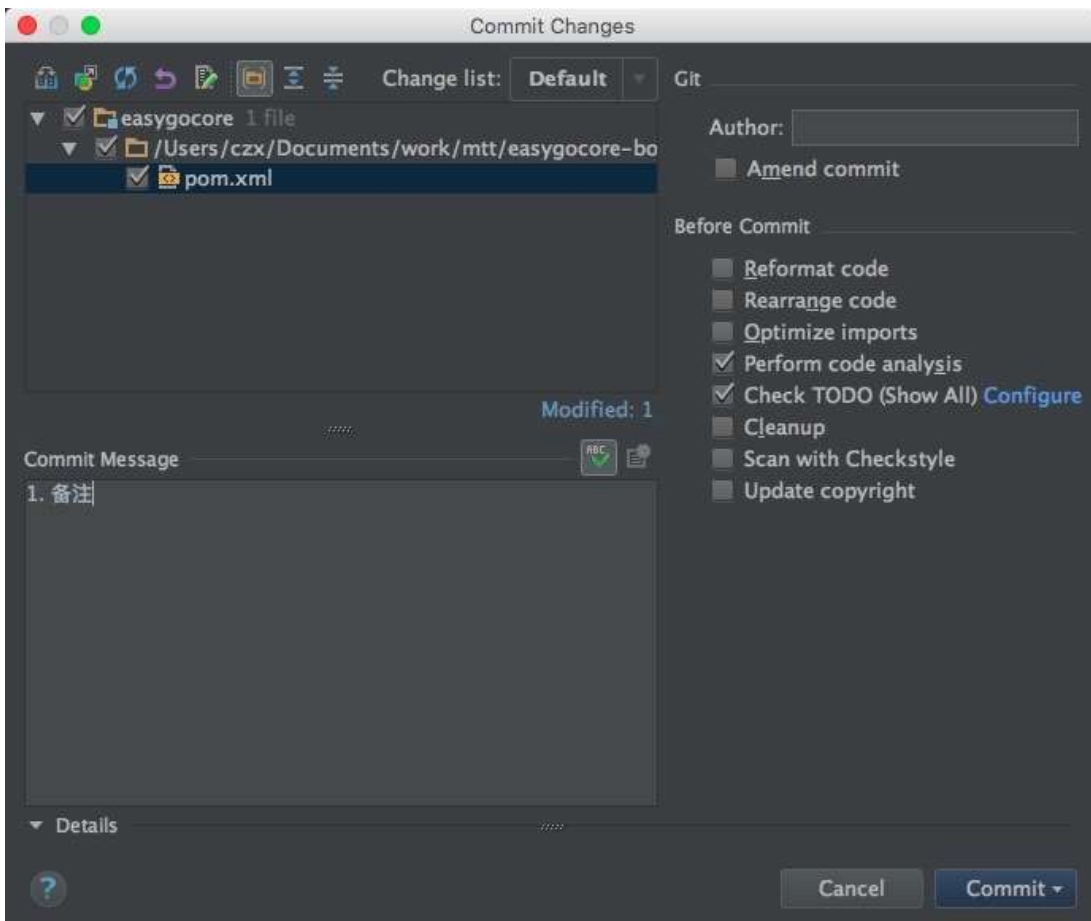 Commit Changes
Change list: Default
easygocore 1 file
/Users/czx/Documents/work/mtt/easygocore-bo
pom.xml
Modified: 1
Commit Message
ABC
1. 备注
Details
Git
Author:
Amend commit
Before Commit
Reformat code
Rearrange code
Optimize imports
Perform code analysis
Check TODO (Show All) Configure
Cleanup
Scan with Checkstyle
Update copyright
?
Cancel
Commit